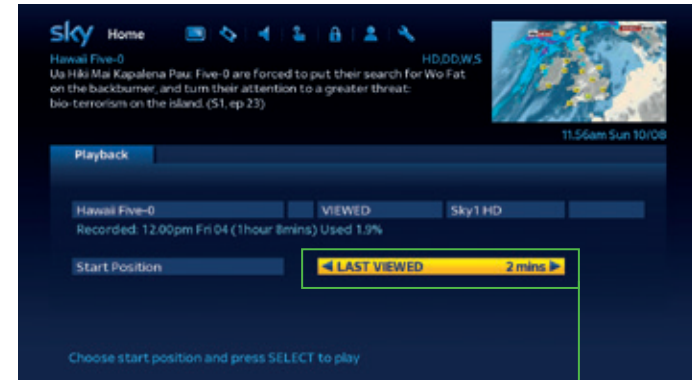 sky Home
Hawaii Five-0 HD,DD,W,S
Ua Hiki Mai Kapalena Pau: Five-0 are forced to put their search for Wo Fat
on the backburner, and turn their attention to a greater threat:
bio-terrorism on the island. (S1, ep 23)
11.56am Sun 10/08
Playback
Hawaii Five-0 VIEWED Sky1 HD
Recorded: 12.00pm Fri 04 (1hour 8mins) Used 1.9%
Start Position LAST VIEWED 2 mins
Choose start position and press SELECT to play